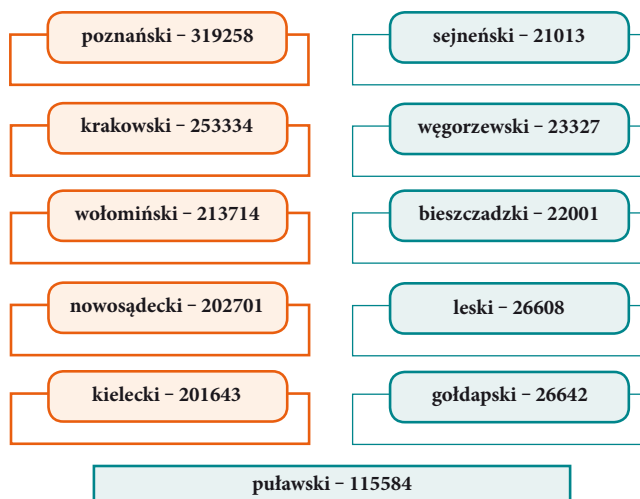 poznański – 319258
sejneński – 21013
krakowski – 253334
węgorzewski – 23327
wołomiński – 213714
bieszczadzki – 22001
nowosądecki – 202701
leski – 26608
kielecki – 201643
gołdapski – 26642
puławski – 115584